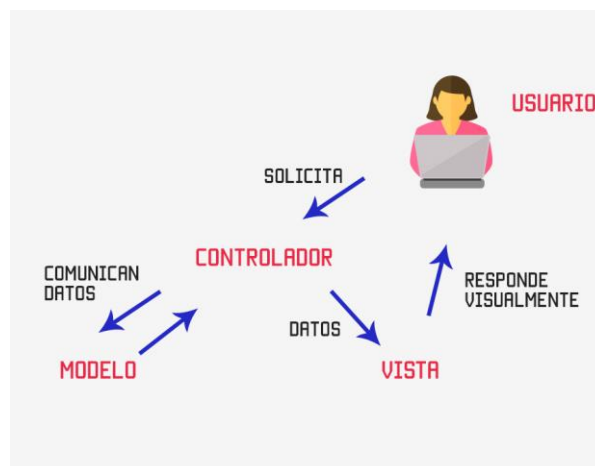 USUARIO
SOLICITA
CONTROLADOR
COMUNICAN
DATOS
RESPONDE
VISUALMENTE
DATOS
MODELO
VISTA